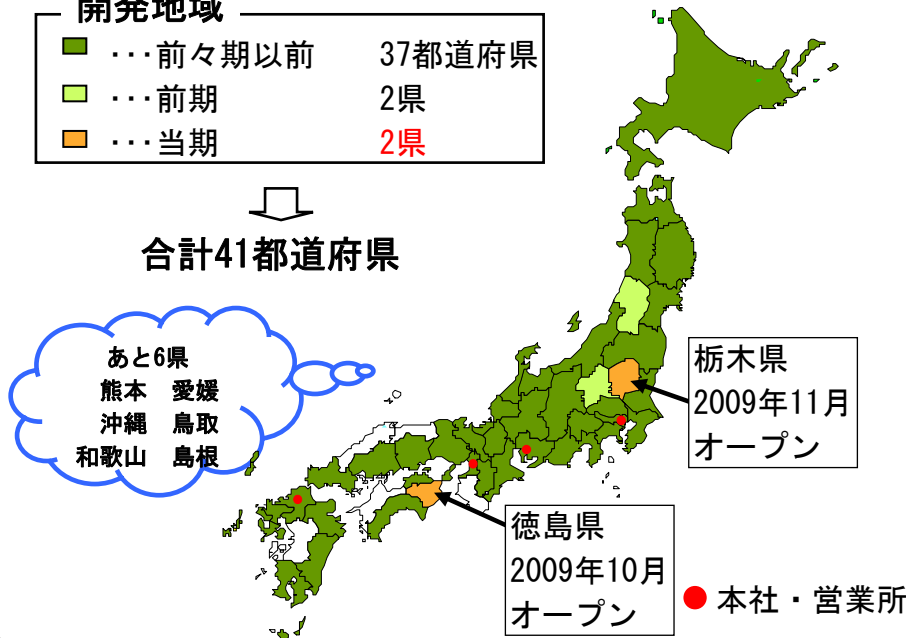 開発地域
･･･前々期以前 37都道府県
･･･前期 2県
･･･当期 2県
合計41都道府県
あと6県
熊本 愛媛
沖縄 鳥取
和歌山 島根
栃木県
2009年11月
オープン
徳島県
2009年10月
オープン
本社・営業所